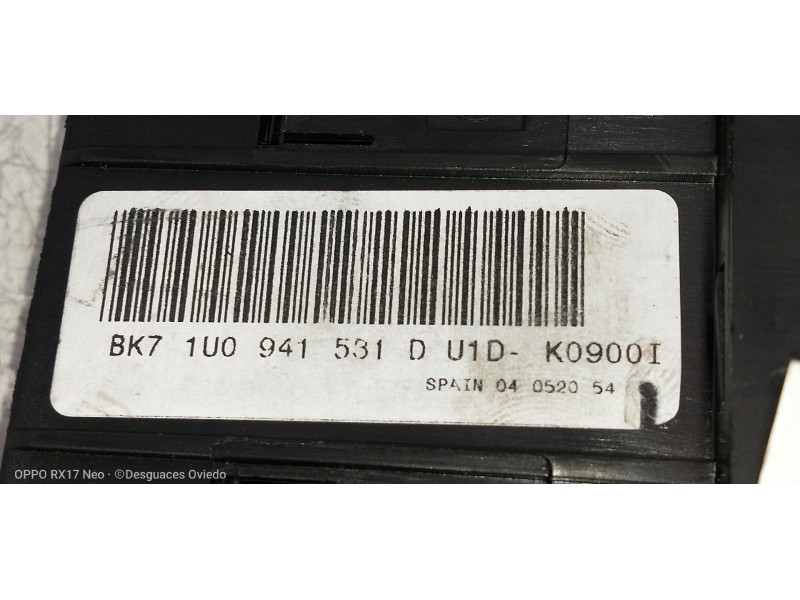 BK7 1U0 941 531 D U1D- K0900I
SPAIN 04 0520 54
OPPO RX17 Neo · ©Desguaces Oviedo